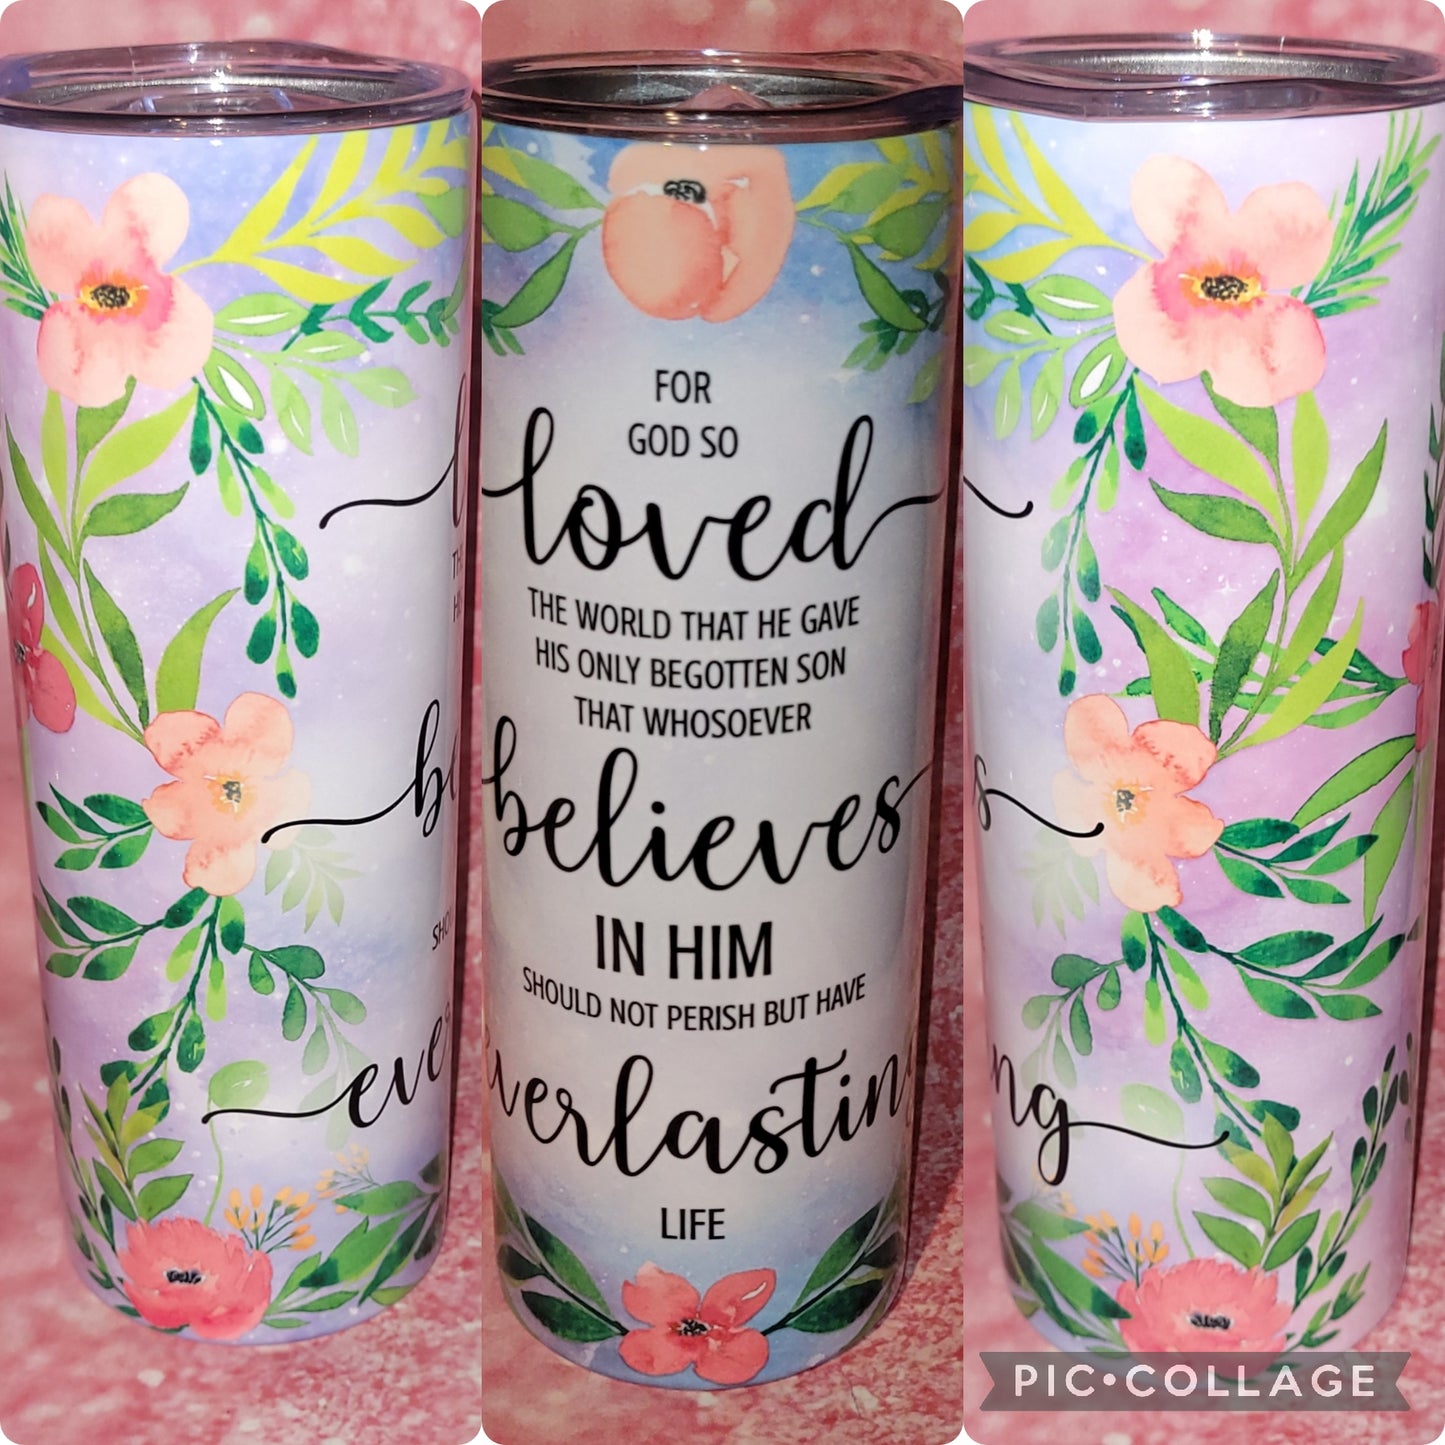 FOR
GOD SO
loved
THE WORLD THAT HE GAVE
HIS ONLY BEGOTTEN SON
THAT WHOSOEVER
believes
IN HIM
SHOULD NOT PERISH BUT HAVE
everlasting
LIFE
PIC•COLLAGE